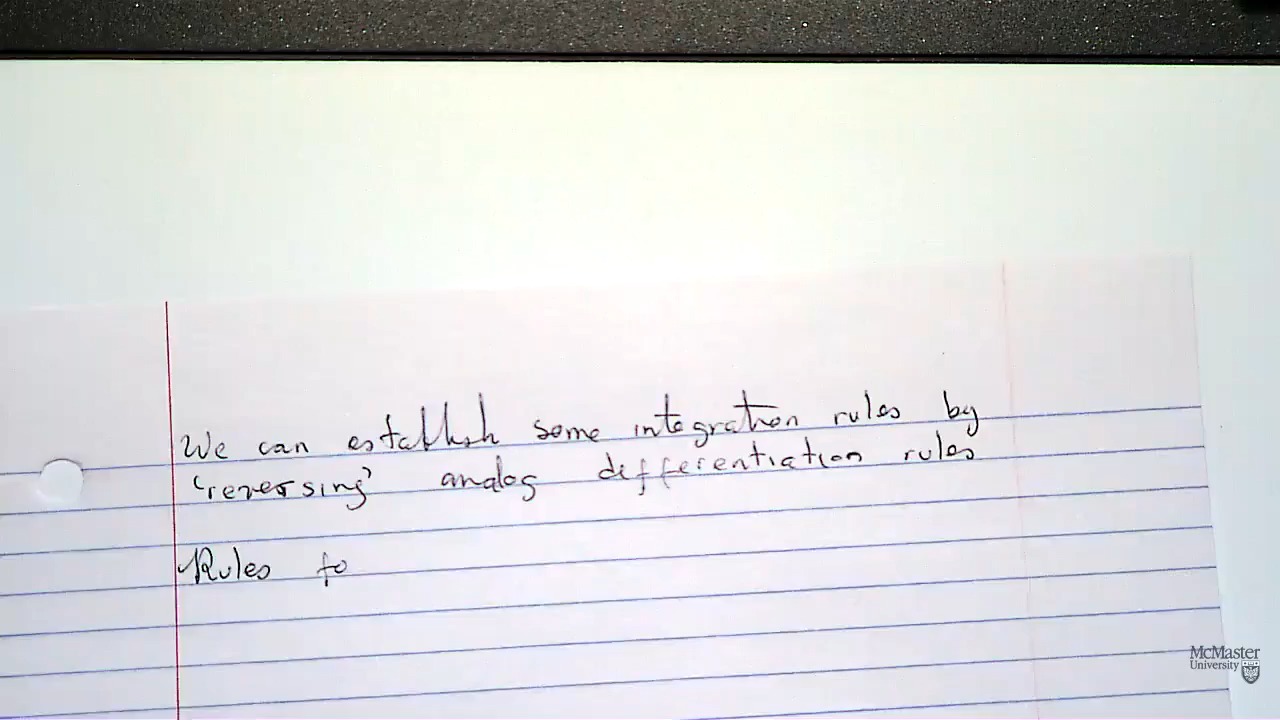 We can establish some integration rules by
'reversing' analog differentiation rules
Rules fo
McMaster
University